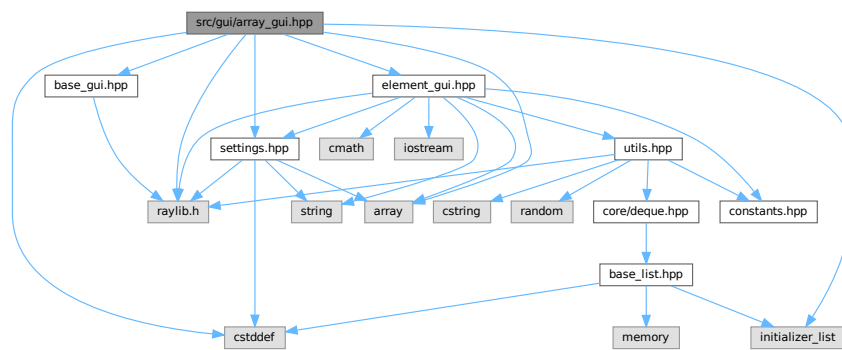 src/gui/array_gui.hpp
base_gui.hpp
element_gui.hpp
settings.hpp
cmath
iostream
utils.hpp
raylib.h
string
array
cstring
random
core/deque.hpp
constants.hpp
base_list.hpp
cstddef
memory
initializer_list